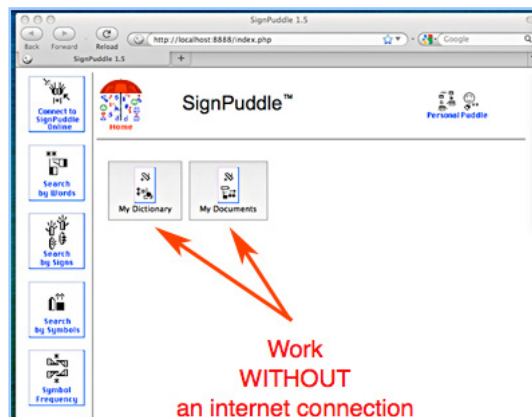 SignPuddle 1.5
Back
Forward
Reload
http://localhost:8888/index.php
Google
SignPuddle 1.5
+
Connect to
SignPuddle
Online
Home
SignPuddle™
Personal Puddle
Search
by Words
My Dictionary
My Documents
Search
by Signs
Search
by Symbols
Symbol
Frequency
Work
WITHOUT
an internet connection